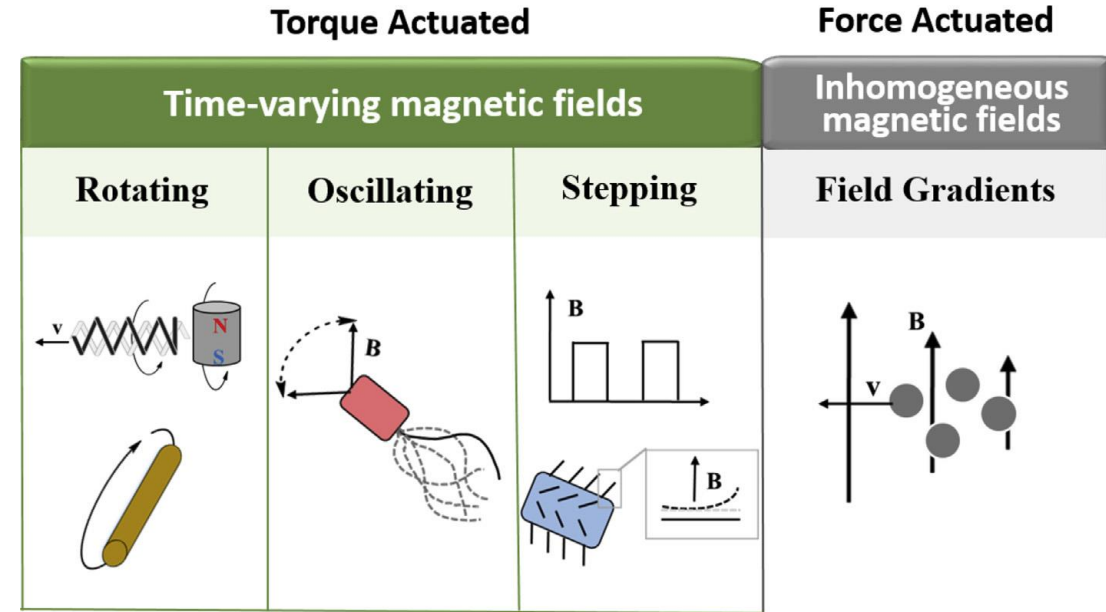 Torque Actuated
Force Actuated
Time-varying magnetic fields
Inhomogeneous
magnetic fields
Rotating
Oscillating
Stepping
Field Gradients
v
N
S
B
B
B
B
v